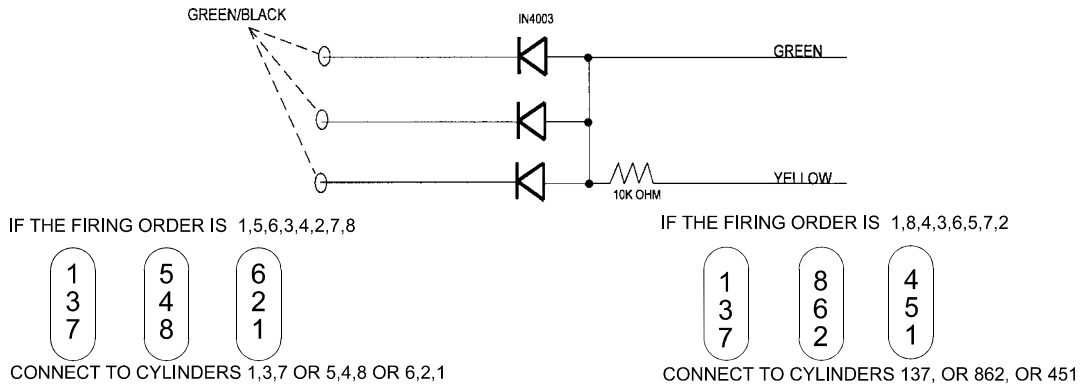 GREEN/BLACK
IN4003
GREEN
10K OHM
YELLOW
IF THE FIRING ORDER IS 1,5,6,3,4,2,7,8
1 5 6
3 4 2
7 8 1
CONNECT TO CYLINDERS 1,3,7 OR 5,4,8 OR 6,2,1
IF THE FIRING ORDER IS 1,8,4,3,6,5,7,2
1 8 4
3 6 5
7 2 1
CONNECT TO CYLINDERS 137, OR 862, OR 451